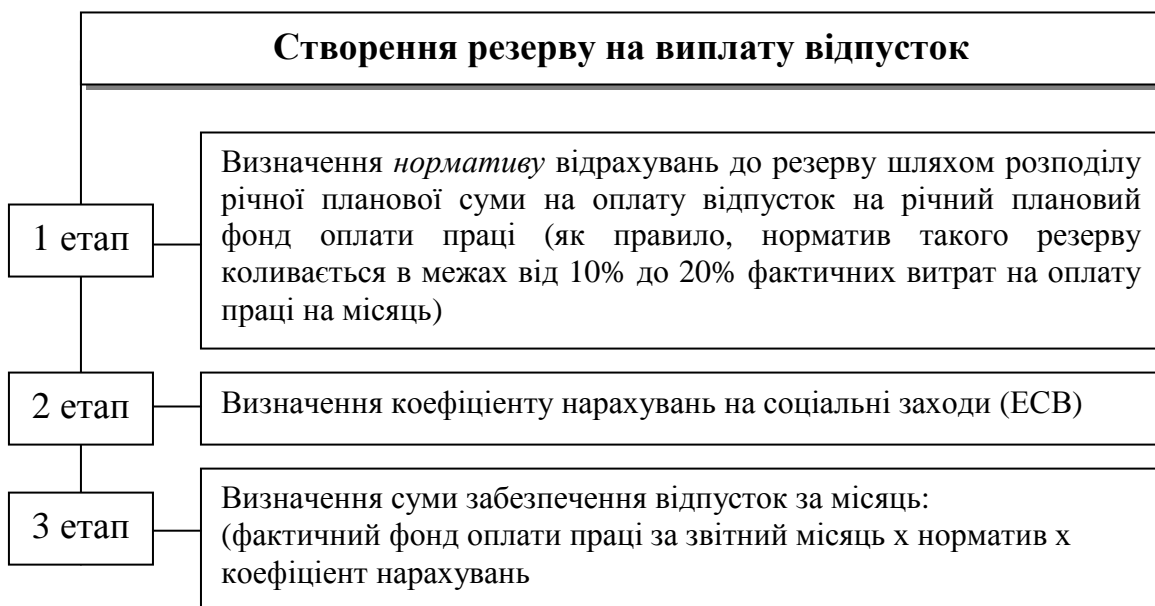 Створення резерву на виплату відпусток
1 етап
Визначення нормативу відрахувань до резерву шляхом розподілу
річної планової суми на оплату відпусток на річний плановий
фонд оплати праці (як правило, норматив такого резерву
коливається в межах від 10% до 20% фактичних витрат на оплату
праці на місяць)
2 етап
Визначення коефіцієнту нарахувань на соціальні заходи (ЕСВ)
3 етап
Визначення суми забезпечення відпусток за місяць:
(фактичний фонд оплати праці за звітний місяць х норматив х
коефіцієнт нарахувань